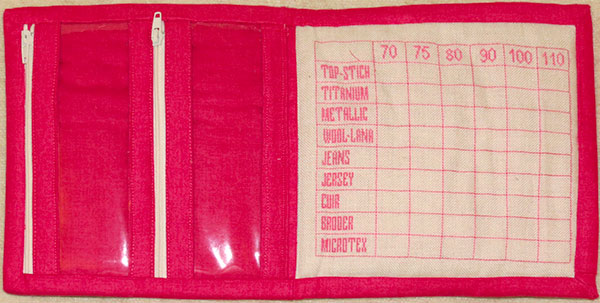 70 75 80 90 100 110
TOP-STICH
TITANIUM
METALLIC
WOOL-LANA
JEANS
JERSEY
CUIR
BRODER
MICROTEX